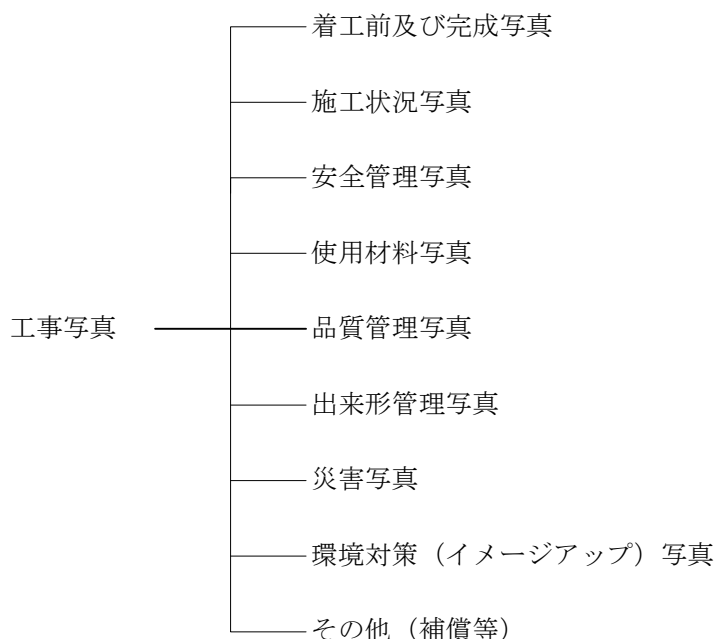 着工前及び完成写真
施工状況写真
安全管理写真
使用材料写真
工事写真
品質管理写真
出来形管理写真
災害写真
環境対策（イメージアップ）写真
その他（補償等）